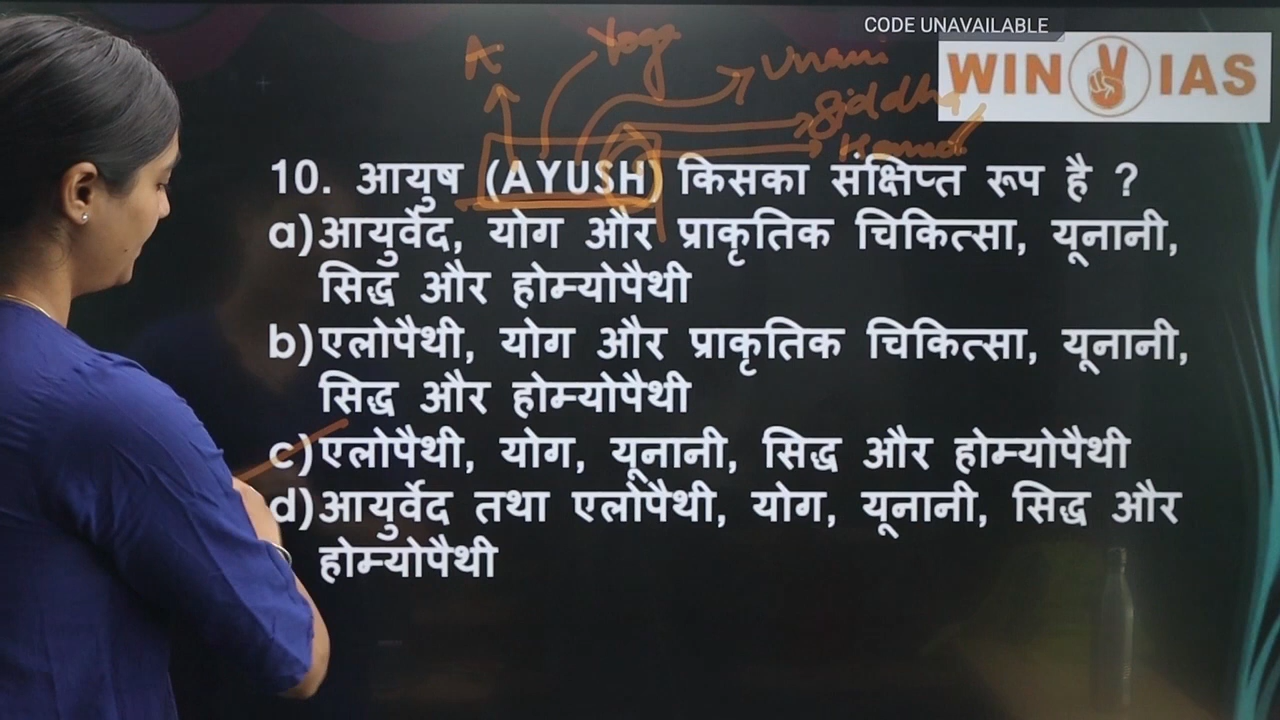 CODE UNAVAILABLE
WIN IAS
A Yoga Unani
Siddha
10. आयुष (AYUSH) किसका संक्षिप्त रूप है ?
a) आयुर्वेद, योग और प्राकृतिक चिकित्सा, यूनानी,
सिद्ध और होम्योपैथी
b) एलोपैथी, योग और प्राकृतिक चिकित्सा, यूनानी,
सिद्ध और होम्योपैथी
c) एलोपैथी, योग, यूनानी, सिद्ध और होम्योपैथी
d) आयुर्वेद तथा एलोपैथी, योग, यूनानी, सिद्ध और
होम्योपैथी